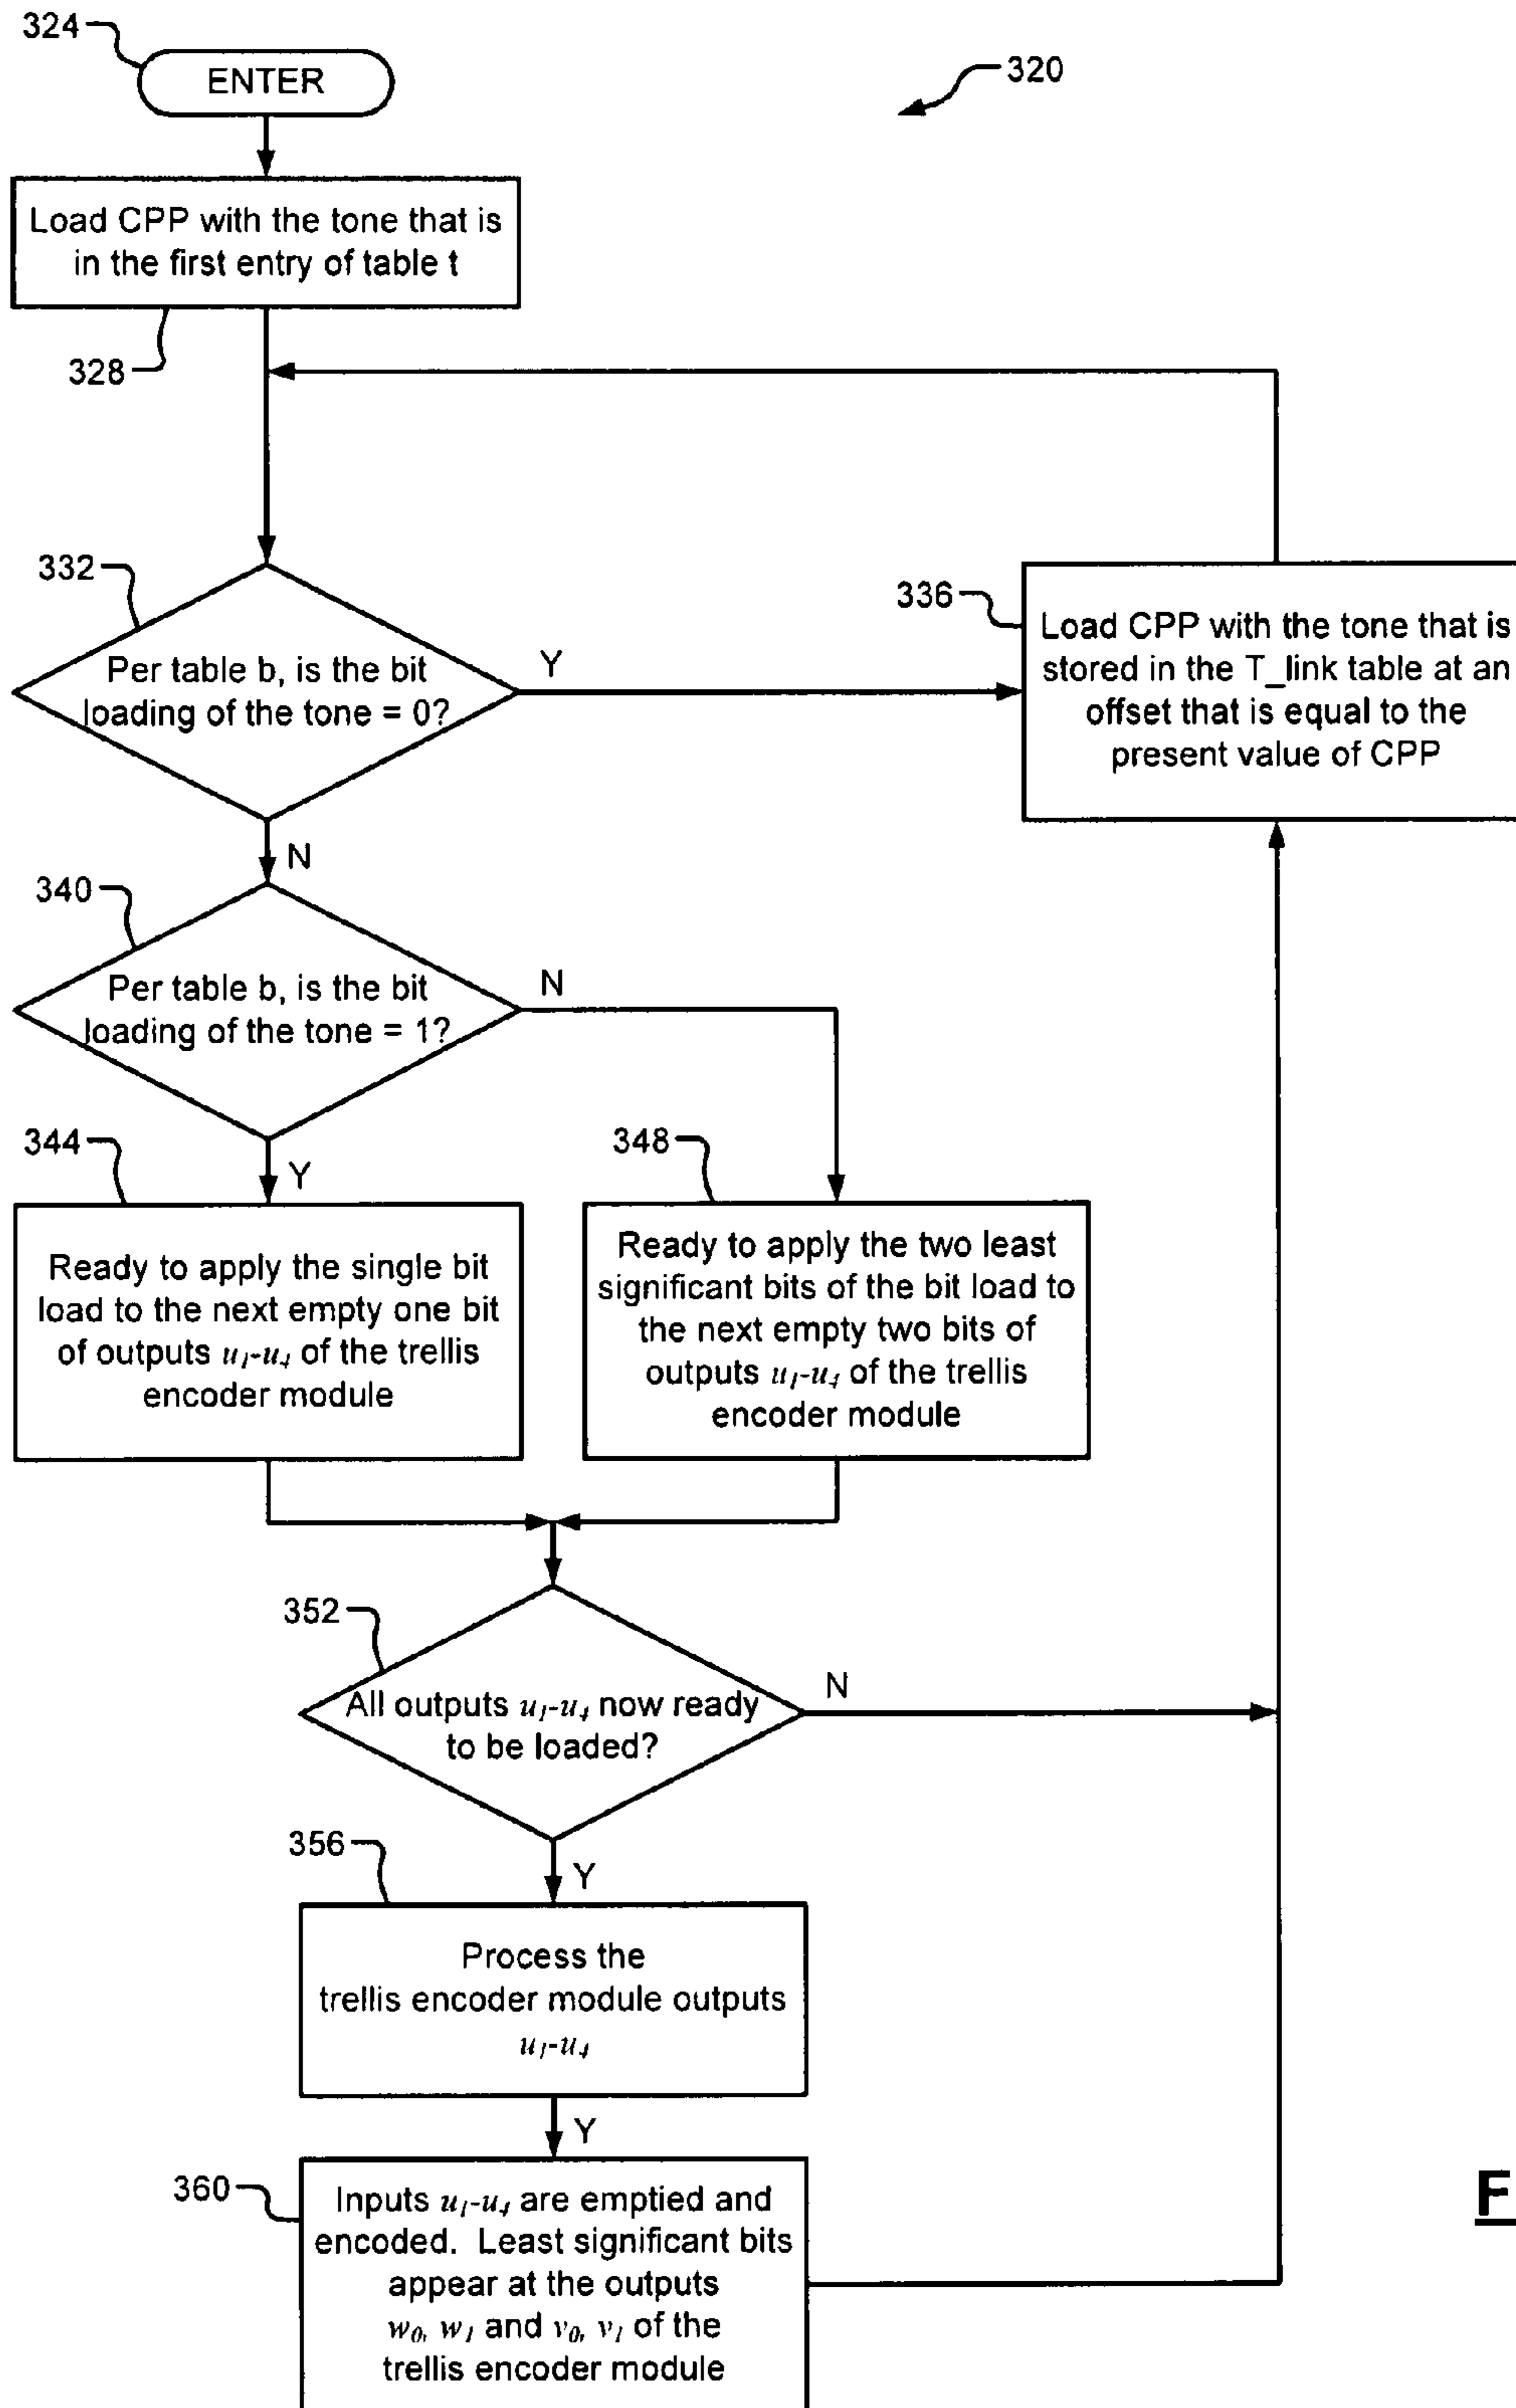 324
ENTER
320
Load CPP with the tone that is
in the first entry of table t
328
332
Per table b, is the bit
loading of the tone = 0?
Y
336
Load CPP with the tone that is
stored in the T_link table at an
offset that is equal to the
present value of CPP
N
340
Per table b, is the bit
loading of the tone = 1?
N
344
Y
348
Ready to apply the single bit
load to the next empty one bit
of outputs u1-u4 of the trellis
encoder module
Ready to apply the two least
significant bits of the bit load to
the next empty two bits of
outputs u1-u4 of the trellis
encoder module
352
All outputs u1-u4 now ready
to be loaded?
N
356
Y
Process the
trellis encoder module outputs
u1-u4
Y
360
Inputs u1-u4 are emptied and
encoded. Least significant bits
appear at the outputs
w0, w1 and v0, v1 of the
trellis encoder module
F